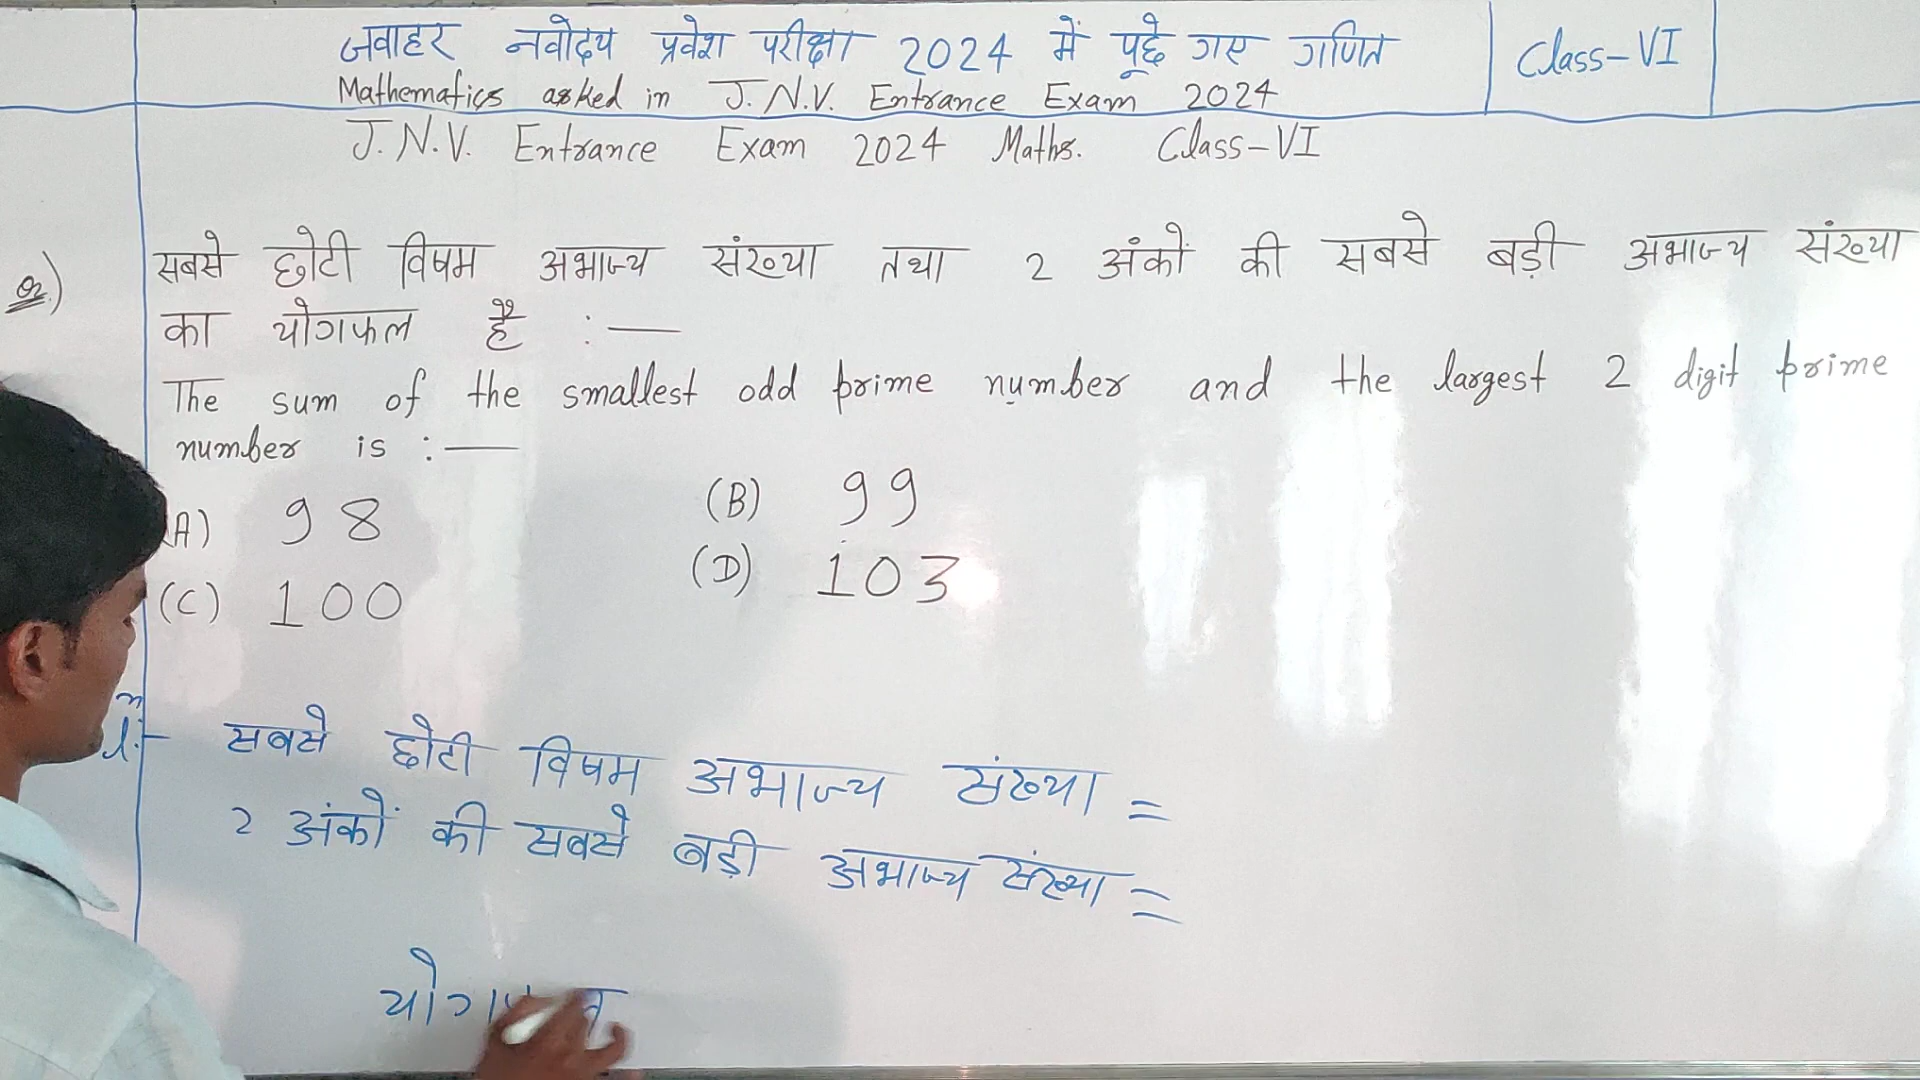 जवाहर नवोदय प्रवेश परीक्षा 2024 में पूछे गए गणित
Class-VI
Mathematics asked in J.N.V. Entrance Exam 2024
J.N.V. Entrance Exam 2024 Maths. Class-VI
Q.) सबसे छोटी विषम अभाज्य संख्या तथा 2 अंकों की सबसे बड़ी अभाज्य संख्या
का योगफल है :—
The sum of the smallest odd prime number and the largest 2 digit prime
number is :—
(A) 98 (B) 99
(C) 100 (D) 103
सबसे छोटी विषम अभाज्य संख्या =
2 अंकों की सबसे बड़ी अभाज्य संख्या =